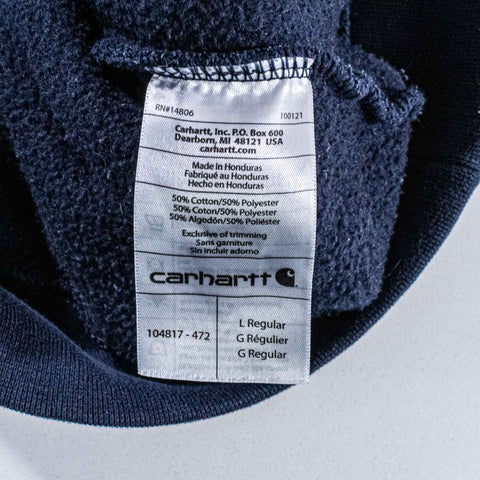 RN#14806 700121
Carhartt, Inc. P.O. Box 600
Dearborn, MI 48121 USA
carhartt.com
Made in Honduras
Fabriqué au Honduras
Hecho en Honduras
50% Cotton/50% Polyester
50% Coton/50% Polyester
50% Algodón/50% Poliéster
Exclusive of trimming
Sans garniture
Sin incluir adorno
carhartt
104817 - 472
L Regular
G Régulier
G Regular